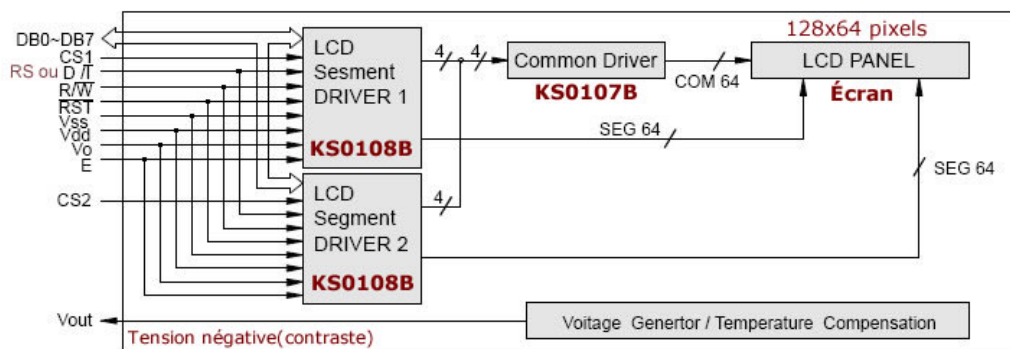 DB0~DB7
CS1
RS ou D /I
R/W
RST
Vss
Vdd
Vo
E
CS2
Vout
LCD
Sesment
DRIVER 1
KS0108B
LCD
Segment
DRIVER 2
KS0108B
4
4
4
Common Driver
KS0107B
COM 64
SEG 64
128x64 pixels
LCD PANEL
Écran
SEG 64
Tension négative(contraste)
Voitage Genertor / Temperature Compensation